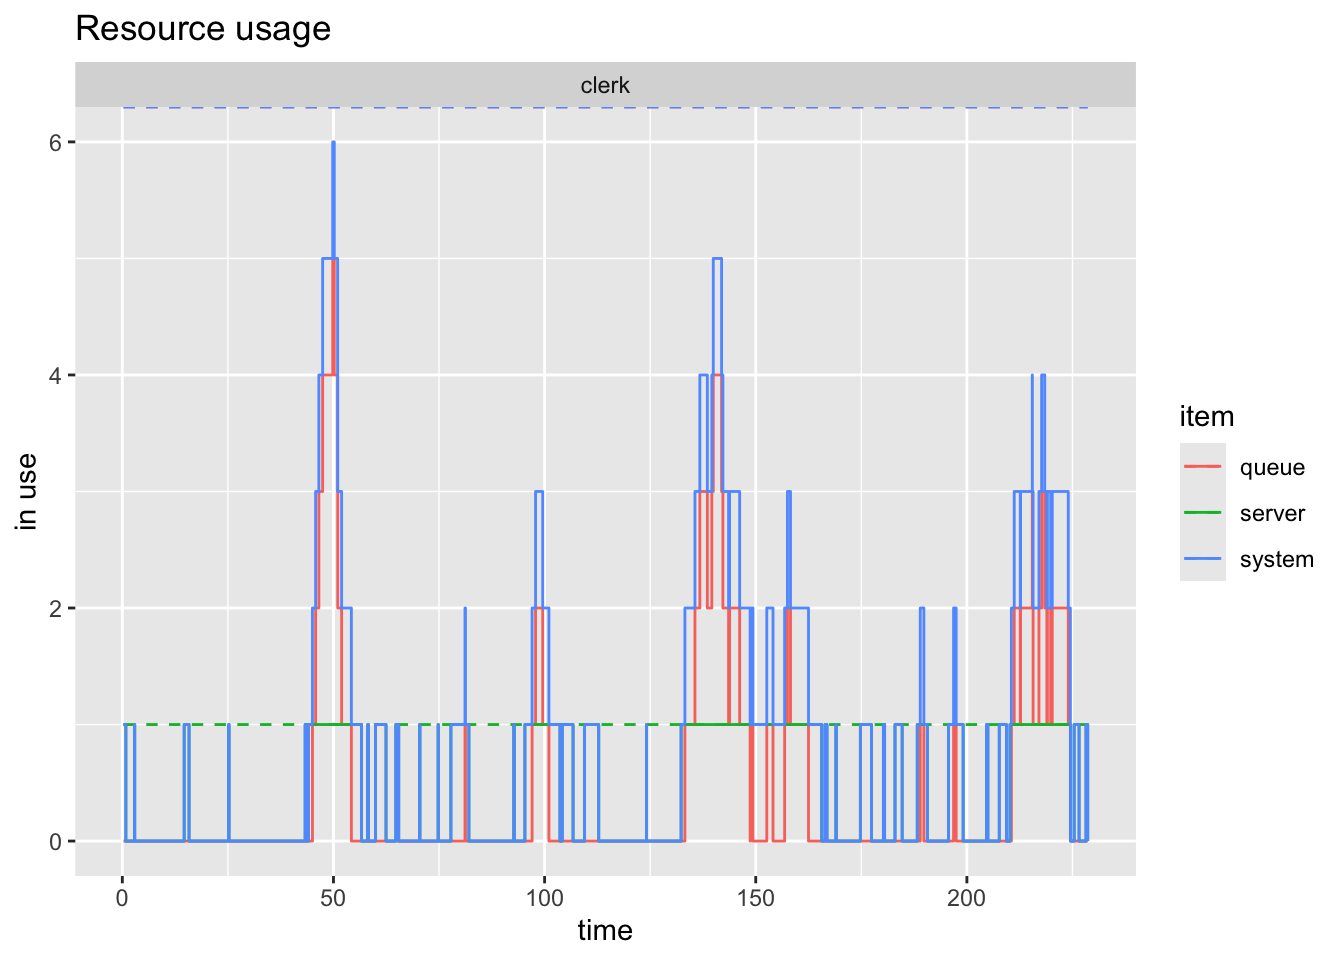 Resource usage
clerk
6
4
2
0
in use
0 50 100 150 200
time
item
queue
server
system